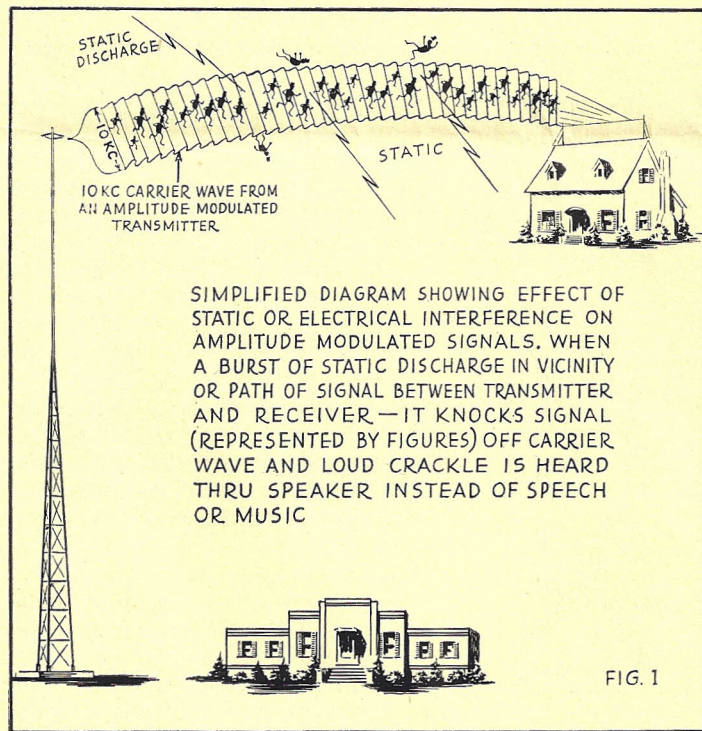 STATIC
DISCHARGE
10 KC
STATIC
10 KC CARRIER WAVE FROM
AN AMPLITUDE MODULATED
TRANSMITTER
SIMPLIFIED DIAGRAM SHOWING EFFECT OF
STATIC OR ELECTRICAL INTERFERENCE ON
AMPLITUDE MODULATED SIGNALS. WHEN
A BURST OF STATIC DISCHARGE IN VICINITY
OR PATH OF SIGNAL BETWEEN TRANSMITTER
AND RECEIVER — IT KNOCKS SIGNAL
(REPRESENTED BY FIGURES) OFF CARRIER
WAVE AND LOUD CRACKLE IS HEARD
THRU SPEAKER INSTEAD OF SPEECH
OR MUSIC
FIG. 1